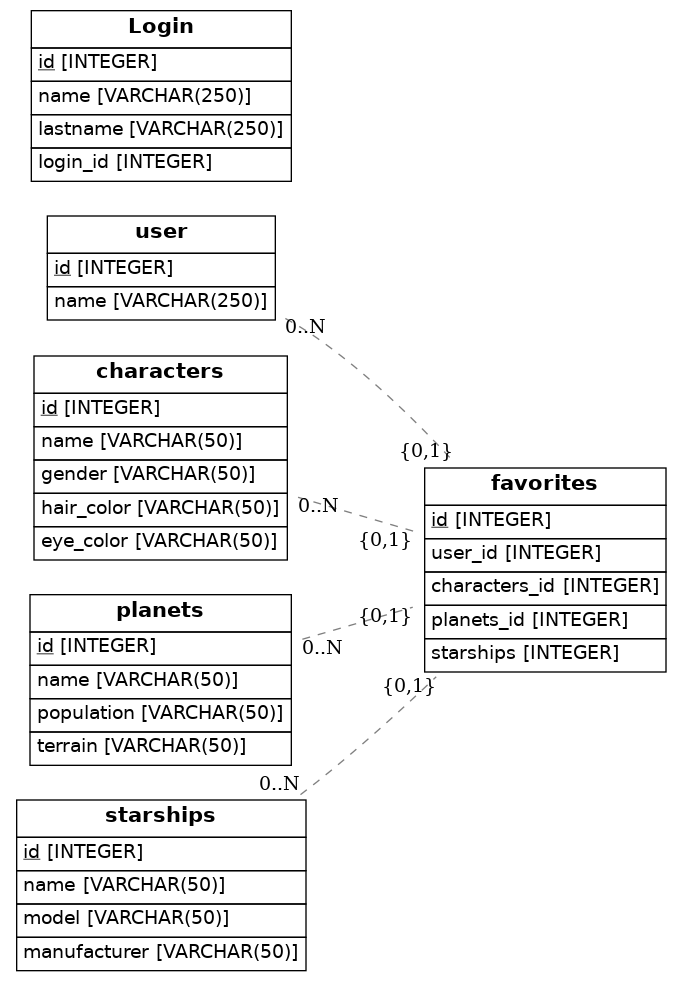 Login
id [INTEGER]
name [VARCHAR(250)]
lastname [VARCHAR(250)]
login_id [INTEGER]
user
id [INTEGER]
name [VARCHAR(250)]
0..N
characters
id [INTEGER]
name [VARCHAR(50)]
gender [VARCHAR(50)]
hair_color [VARCHAR(50)]
eye_color [VARCHAR(50)]
0..N
{0,1}
{0,1}
favorites
id [INTEGER]
user_id [INTEGER]
characters_id [INTEGER]
planets_id [INTEGER]
starships [INTEGER]
planets
id [INTEGER]
name [VARCHAR(50)]
population [VARCHAR(50)]
terrain [VARCHAR(50)]
{0,1}
0..N
{0,1}
0..N
starships
id [INTEGER]
name [VARCHAR(50)]
model [VARCHAR(50)]
manufacturer [VARCHAR(50)]